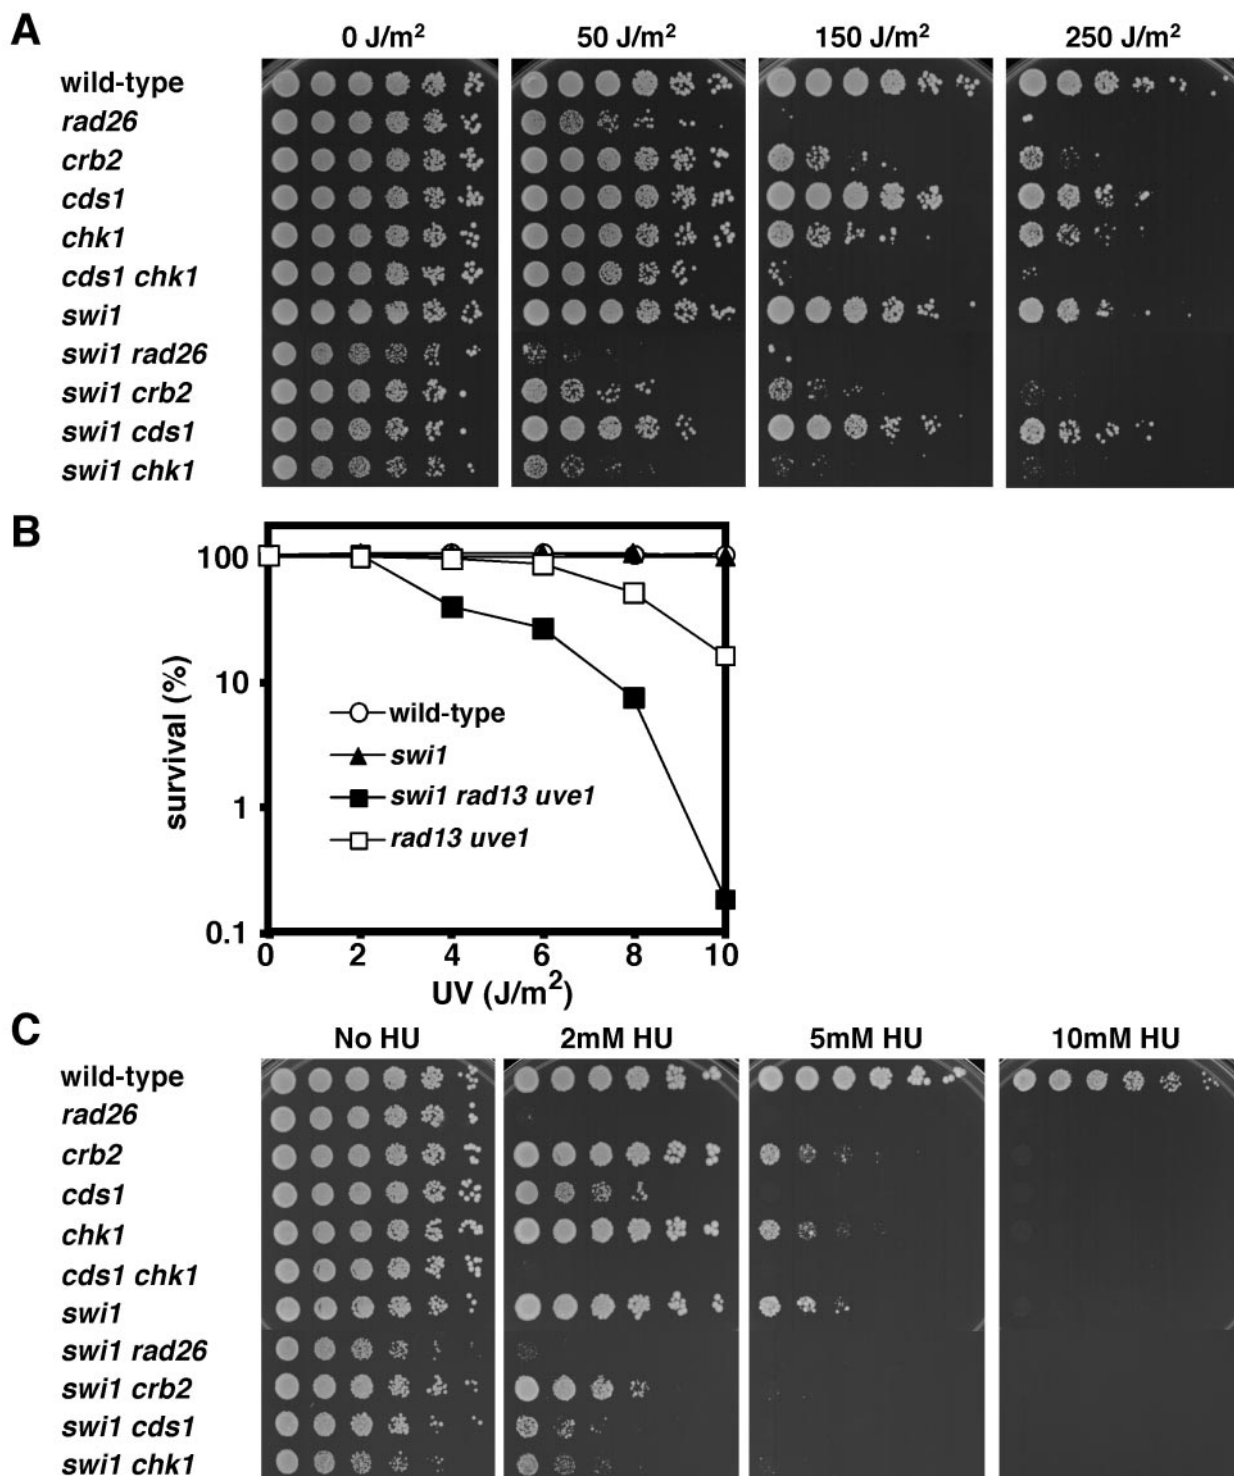 A
0 J/m² 50 J/m² 150 J/m² 250 J/m²
wild-type
rad26
crb2
cds1
chk1
cds1 chk1
swi1
swi1 rad26
swi1 crb2
swi1 cds1
swi1 chk1
B
survival (%)
100
10
1
0.1
wild-type
swi1
swi1 rad13 uve1
rad13 uve1
0 2 4 6 8 10
UV (J/m²)
C
No HU 2mM HU 5mM HU 10mM HU
wild-type
rad26
crb2
cds1
chk1
cds1 chk1
swi1
swi1 rad26
swi1 crb2
swi1 cds1
swi1 chk1